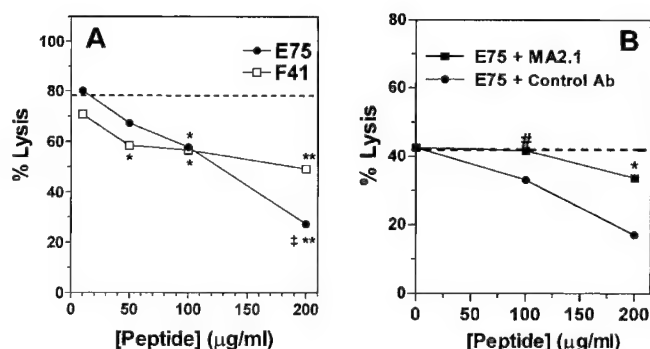 A
E75
F41
% Lysis
100
80
60
40
20
0
*
*
*
**
‡ **
0
50
100
150
200
[Peptide] (μg/ml)
B
E75 + MA2.1
E75 + Control Ab
% Lysis
80
60
40
20
0
#
*
0
50
100
150
200
[Peptide] (μg/ml)